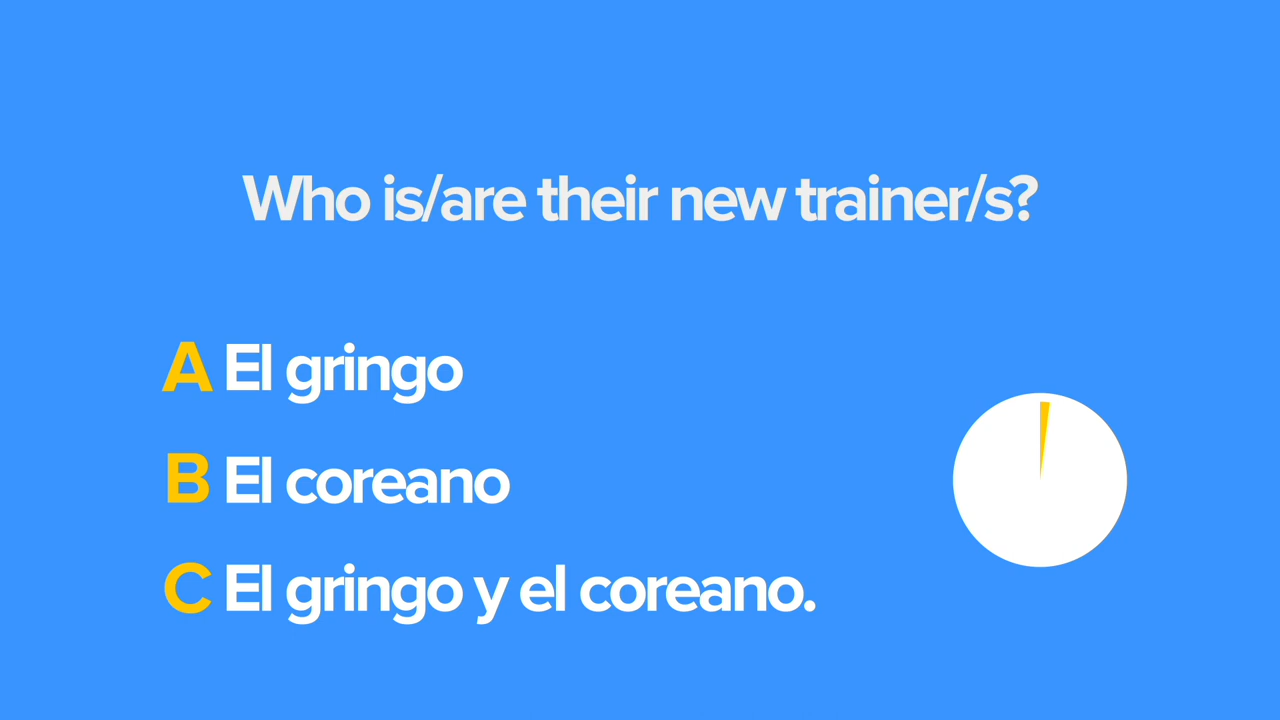 Who is/are their new trainer/s?
A El gringo
B El coreano
C El gringo y el coreano.